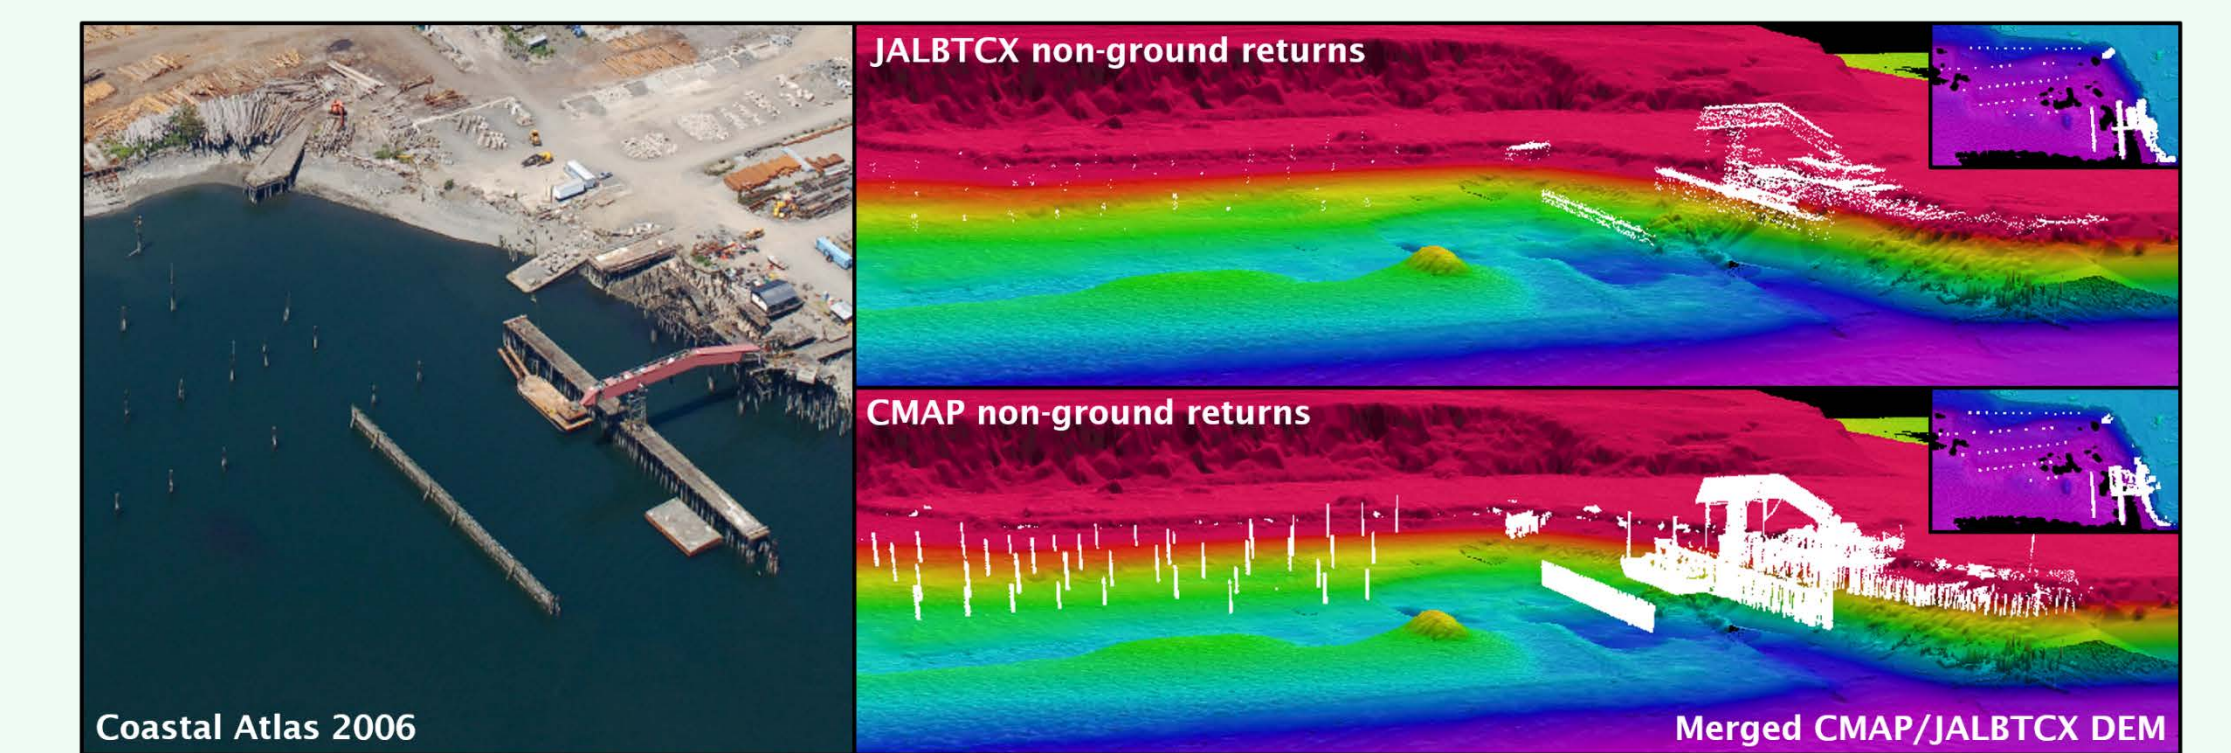 JALBTCX non-ground returns
CMAP non-ground returns
Coastal Atlas 2006
Merged CMAP/JALBTCX DEM